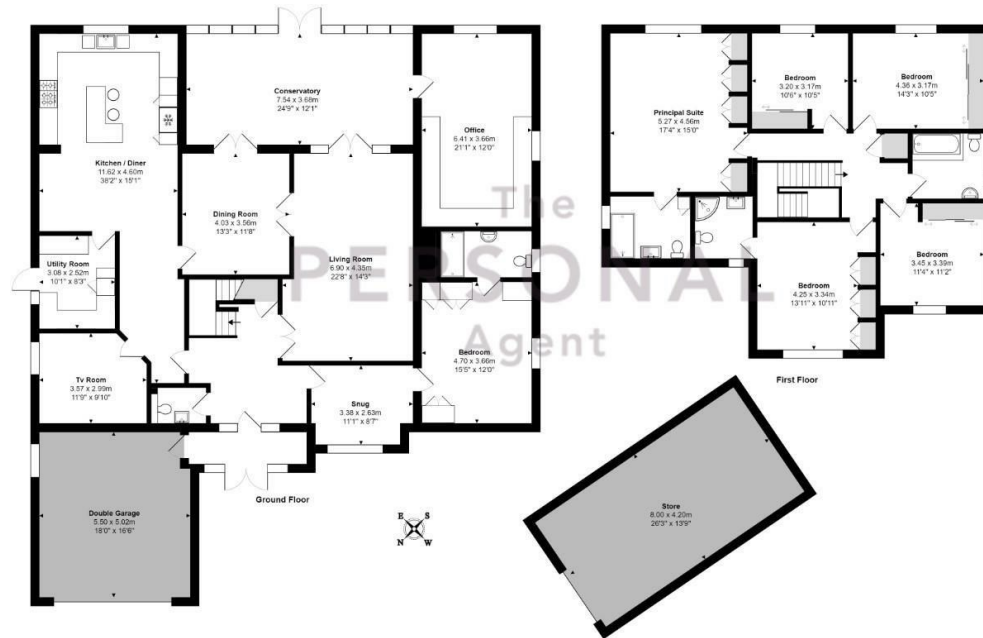 Kitchen / Diner
11.62 x 4.60m
38'2" x 15'1"
Conservatory
7.54 x 3.68m
24'9" x 12'1"
Office
6.41 x 3.66m
21'1" x 12'0"
Dining Room
4.03 x 3.56m
13'3" x 11'8"
Living Room
6.90 x 4.35m
22'8" x 14'3"
Utility Room
3.08 x 2.52m
10'1" x 8'3"
Tv Room
3.57 x 2.99m
11'9" x 9'10"
Snug
3.38 x 2.63m
11'1" x 8'7"
Bedroom
4.70 x 3.66m
15'5" x 12'0"
Double Garage
5.50 x 5.02m
18'0" x 16'6"
Ground Floor
E
S
N
W
Principal Suite
5.27 x 4.56m
17'4" x 15'0"
Bedroom
3.20 x 3.17m
10'6" x 10'5"
Bedroom
4.36 x 3.17m
14'3" x 10'5"
Bedroom
4.25 x 3.34m
13'11" x 10'11"
Bedroom
3.45 x 3.39m
11'4" x 11'2"
First Floor
Store
8.00 x 4.20m
26'3" x 13'9"
The
PERSONAL
Agent